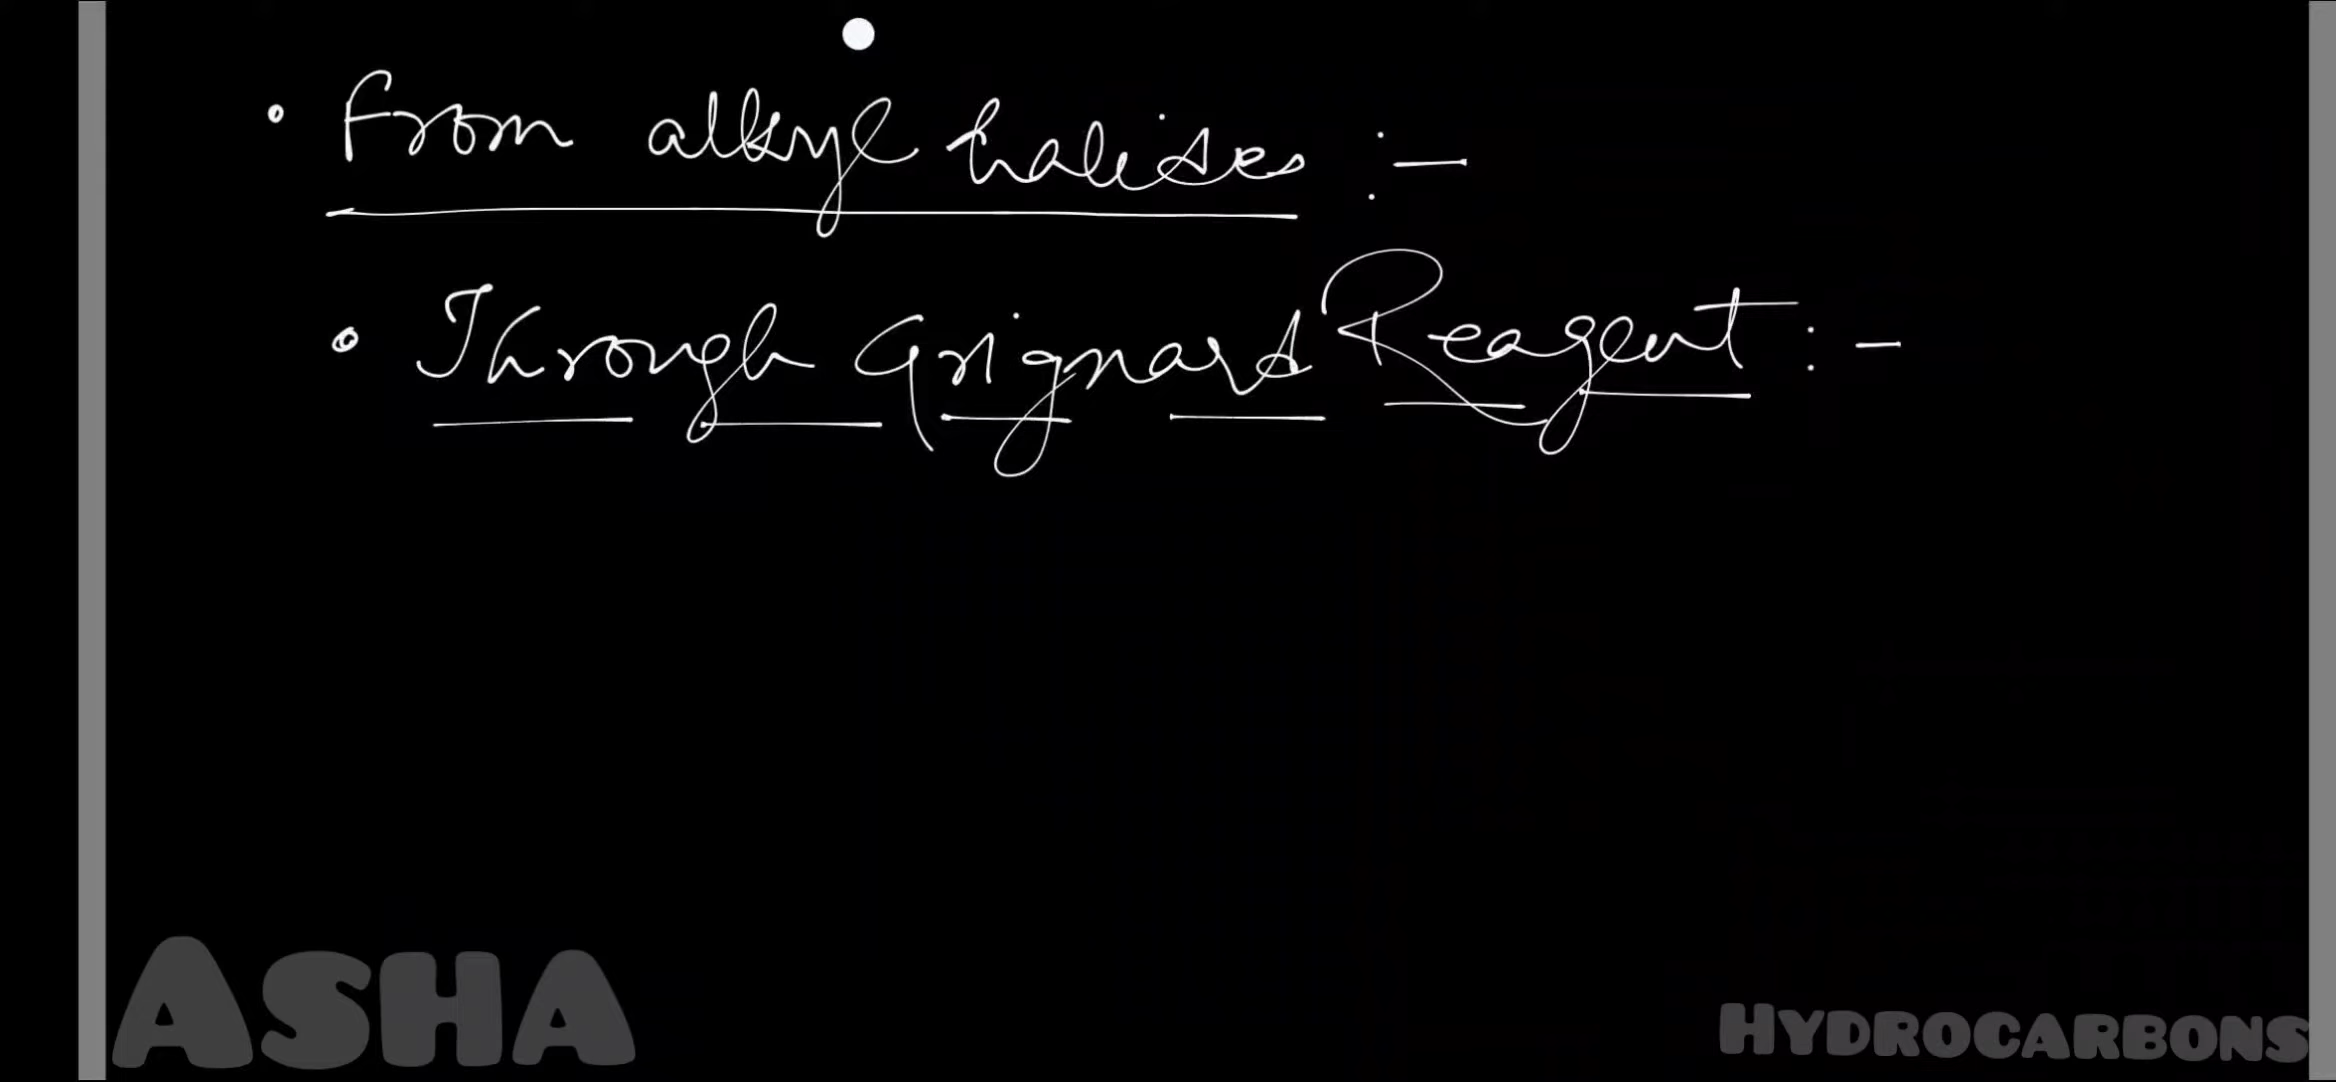 • From alkyl halides :-
• Through Grignard Reagent :-
ASHA
HYDROCARBONS